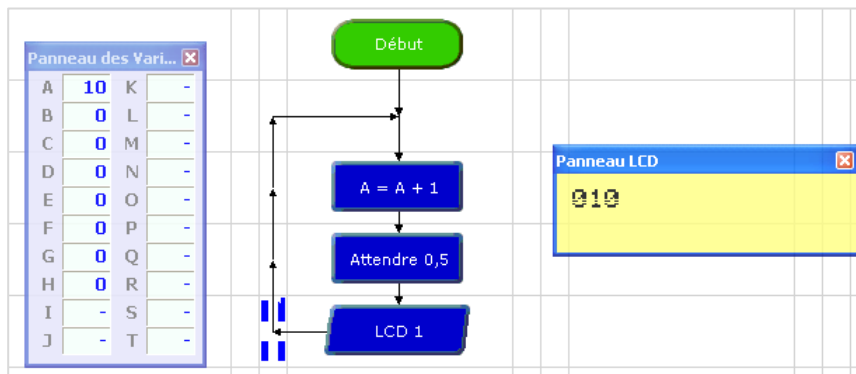 Panneau des Vari...
A 10 K -
B 0 L -
C 0 M -
D 0 N -
E 0 O -
F 0 P -
G 0 Q -
H 0 R -
I - S -
J - T -
Début
A = A + 1
Attendre 0,5
LCD 1
Panneau LCD
010